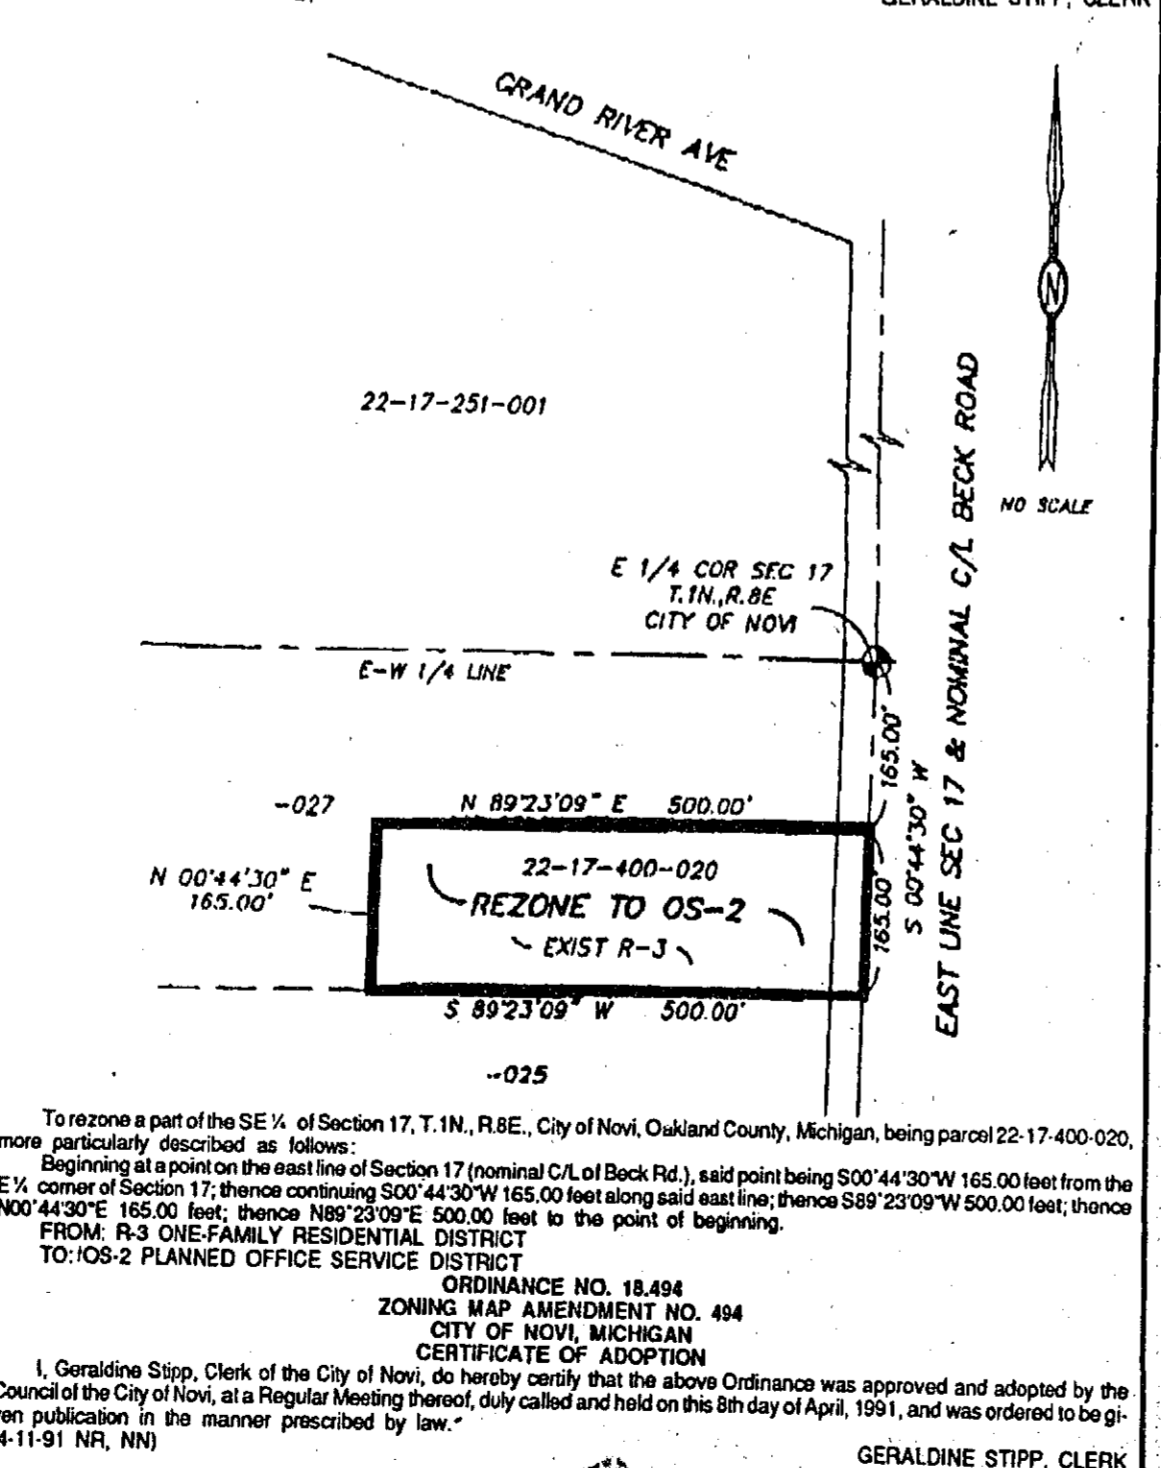 GERALDINE STIPP, CLERK
GRAND RIVER AVE
N
22-17-251-001
NO SCALE
EAST LINE SEC 17 & NOMINAL C/L BECK ROAD
E 1/4 COR SEC 17
T.1N.,R.8E
CITY OF NOVI
E-W 1/4 LINE
165.00'
S 00°44'30" W
-027
N 89°23'09" E 500.00'
N 00°44'30" E
165.00'
22-17-400-020
REZONE TO OS-2
EXIST R-3
165.00'
S 89°23'09" W 500.00'
-025
To rezone a part of the SE ¼ of Section 17, T.1N., R.8E., City of Novi, Oakland County, Michigan, being parcel 22-17-400-020,
more particularly described as follows:
Beginning at a point on the east line of Section 17 (nominal C/L of Beck Rd.), said point being S00°44'30"W 165.00 feet from the
E¼ corner of Section 17; thence continuing S00°44'30"W 165.00 feet along said east line; thence S89°23'09"W 500.00 feet; thence
N00°44'30"E 165.00 feet; thence N89°23'09"E 500.00 feet to the point of beginning.
FROM: R-3 ONE-FAMILY RESIDENTIAL DISTRICT
TO: OS-2 PLANNED OFFICE SERVICE DISTRICT
ORDINANCE NO. 18.494
ZONING MAP AMENDMENT NO. 494
CITY OF NOVI, MICHIGAN
CERTIFICATE OF ADOPTION
I, Geraldine Stipp, Clerk of the City of Novi, do hereby certify that the above Ordinance was approved and adopted by the
Council of the City of Novi, at a Regular Meeting thereof, duly called and held on this 8th day of April, 1991, and was ordered to be gi-
en publication in the manner prescribed by law."
4-11-91 NR, NN)
GERALDINE STIPP, CLERK